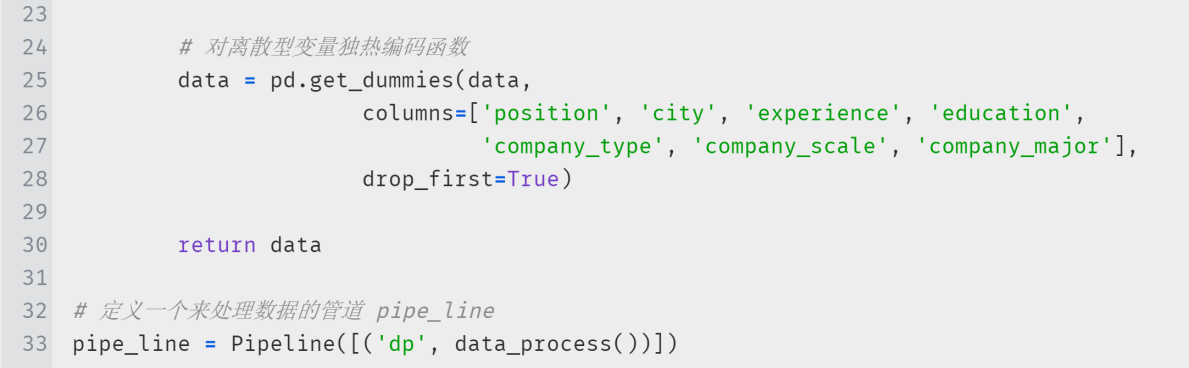 23
24 # 对离散型变量独热编码函数
25 data = pd.get_dummies(data,
26 columns=['position', 'city', 'experience', 'education',
27 'company_type', 'company_scale', 'company_major'],
28 drop_first=True)
29
30 return data
31
32 # 定义一个来处理数据的管道 pipe_line
33 pipe_line = Pipeline([('dp', data_process())])